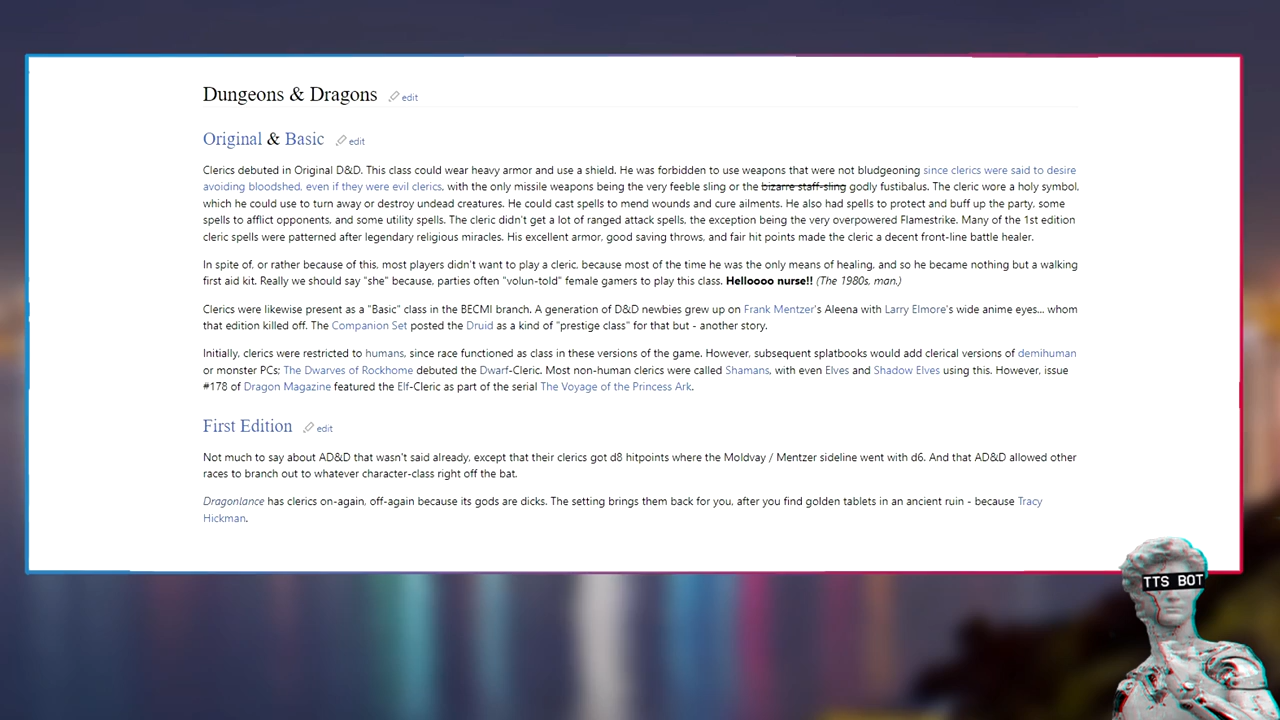 Dungeons & Dragons edit
Original & Basic edit
Clerics debuted in Original D&D. This class could wear heavy armor and use a shield. He was forbidden to use weapons that were not bludgeoning since clerics were said to desire
avoiding bloodshed, even if they were evil clerics, with the only missile weapons being the very feeble sling or the bizarre staff-sling godly fustibalus. The cleric wore a holy symbol,
which he could use to turn away or destroy undead creatures. He could cast spells to mend wounds and cure ailments. He also had spells to protect and buff up the party, some
spells to afflict opponents, and some utility spells. The cleric didn't get a lot of ranged attack spells, the exception being the very overpowered Flamestrike. Many of the 1st edition
cleric spells were patterned after legendary religious miracles. His excellent armor, good saving throws, and fair hit points made the cleric a decent front-line battle healer.
In spite of, or rather because of this, most players didn't want to play a cleric, because most of the time he was the only means of healing, and so he became nothing but a walking
first aid kit. Really we should say "she" because, parties often "volun-told" female gamers to play this class. Helloooo nurse!! (The 1980s, man.)
Clerics were likewise present as a "Basic" class in the BECMI branch. A generation of D&D newbies grew up on Frank Mentzer's Aleena with Larry Elmore's wide anime eyes... whom
that edition killed off. The Companion Set posted the Druid as a kind of "prestige class" for that but - another story.
Initially, clerics were restricted to humans, since race functioned as class in these versions of the game. However, subsequent splatbooks would add clerical versions of demihuman
or monster PCs: The Dwarves of Rockhome debuted the Dwarf-Cleric. Most non-human clerics were called Shamans, with even Elves and Shadow Elves using this. However, issue
#178 of Dragon Magazine featured the Elf-Cleric as part of the serial The Voyage of the Princess Ark.
First Edition edit
Not much to say about AD&D that wasn't said already, except that their clerics got d8 hitpoints where the Moldvay / Mentzer sideline went with d6. And that AD&D allowed other
races to branch out to whatever character-class right off the bat.
Dragonlance has clerics on-again, off-again because its gods are dicks. The setting brings them back for you, after you find golden tablets in an ancient ruin - because Tracy
Hickman.
TTS BOT